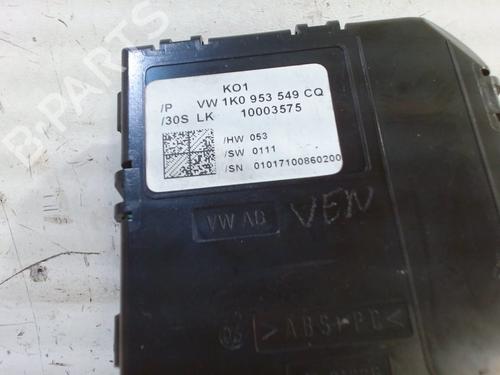 B-PARTS
KO1
/P VW 1K0 953 549 CQ
/30S LK 10003575
/HW 053
/SW 0111
/SN 01017100860200
VW AB
VEN
>ABS+PC<